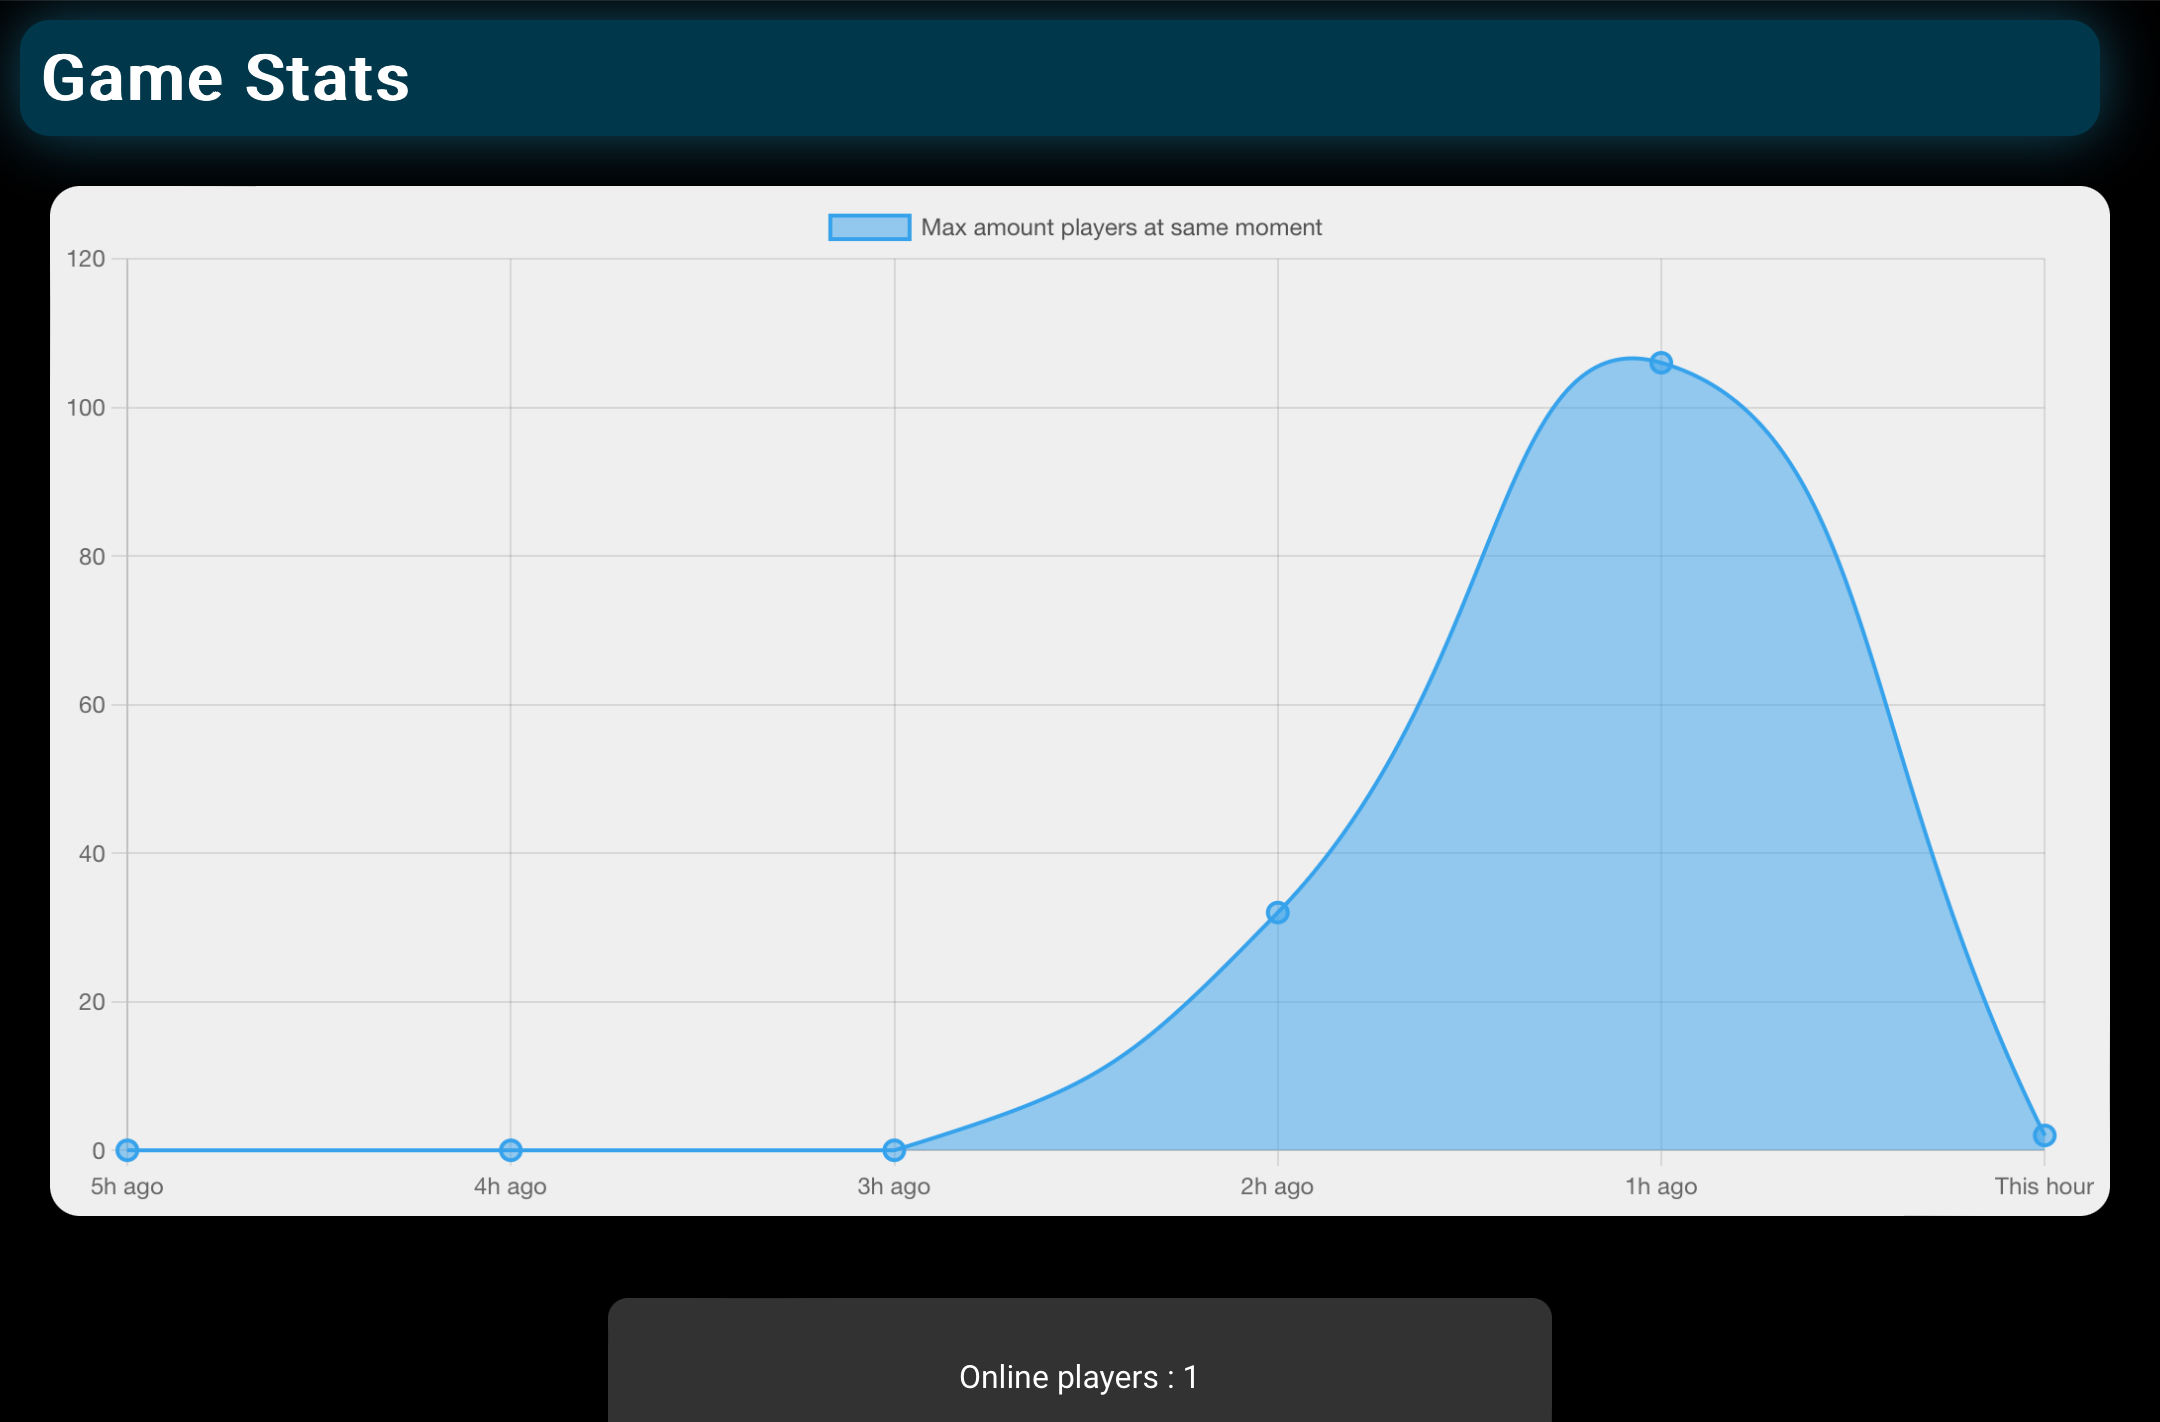 Game Stats
Max amount players at same moment
120
100
80
60
40
20
0
5h ago 4h ago 3h ago 2h ago 1h ago This hour
Online players : 1